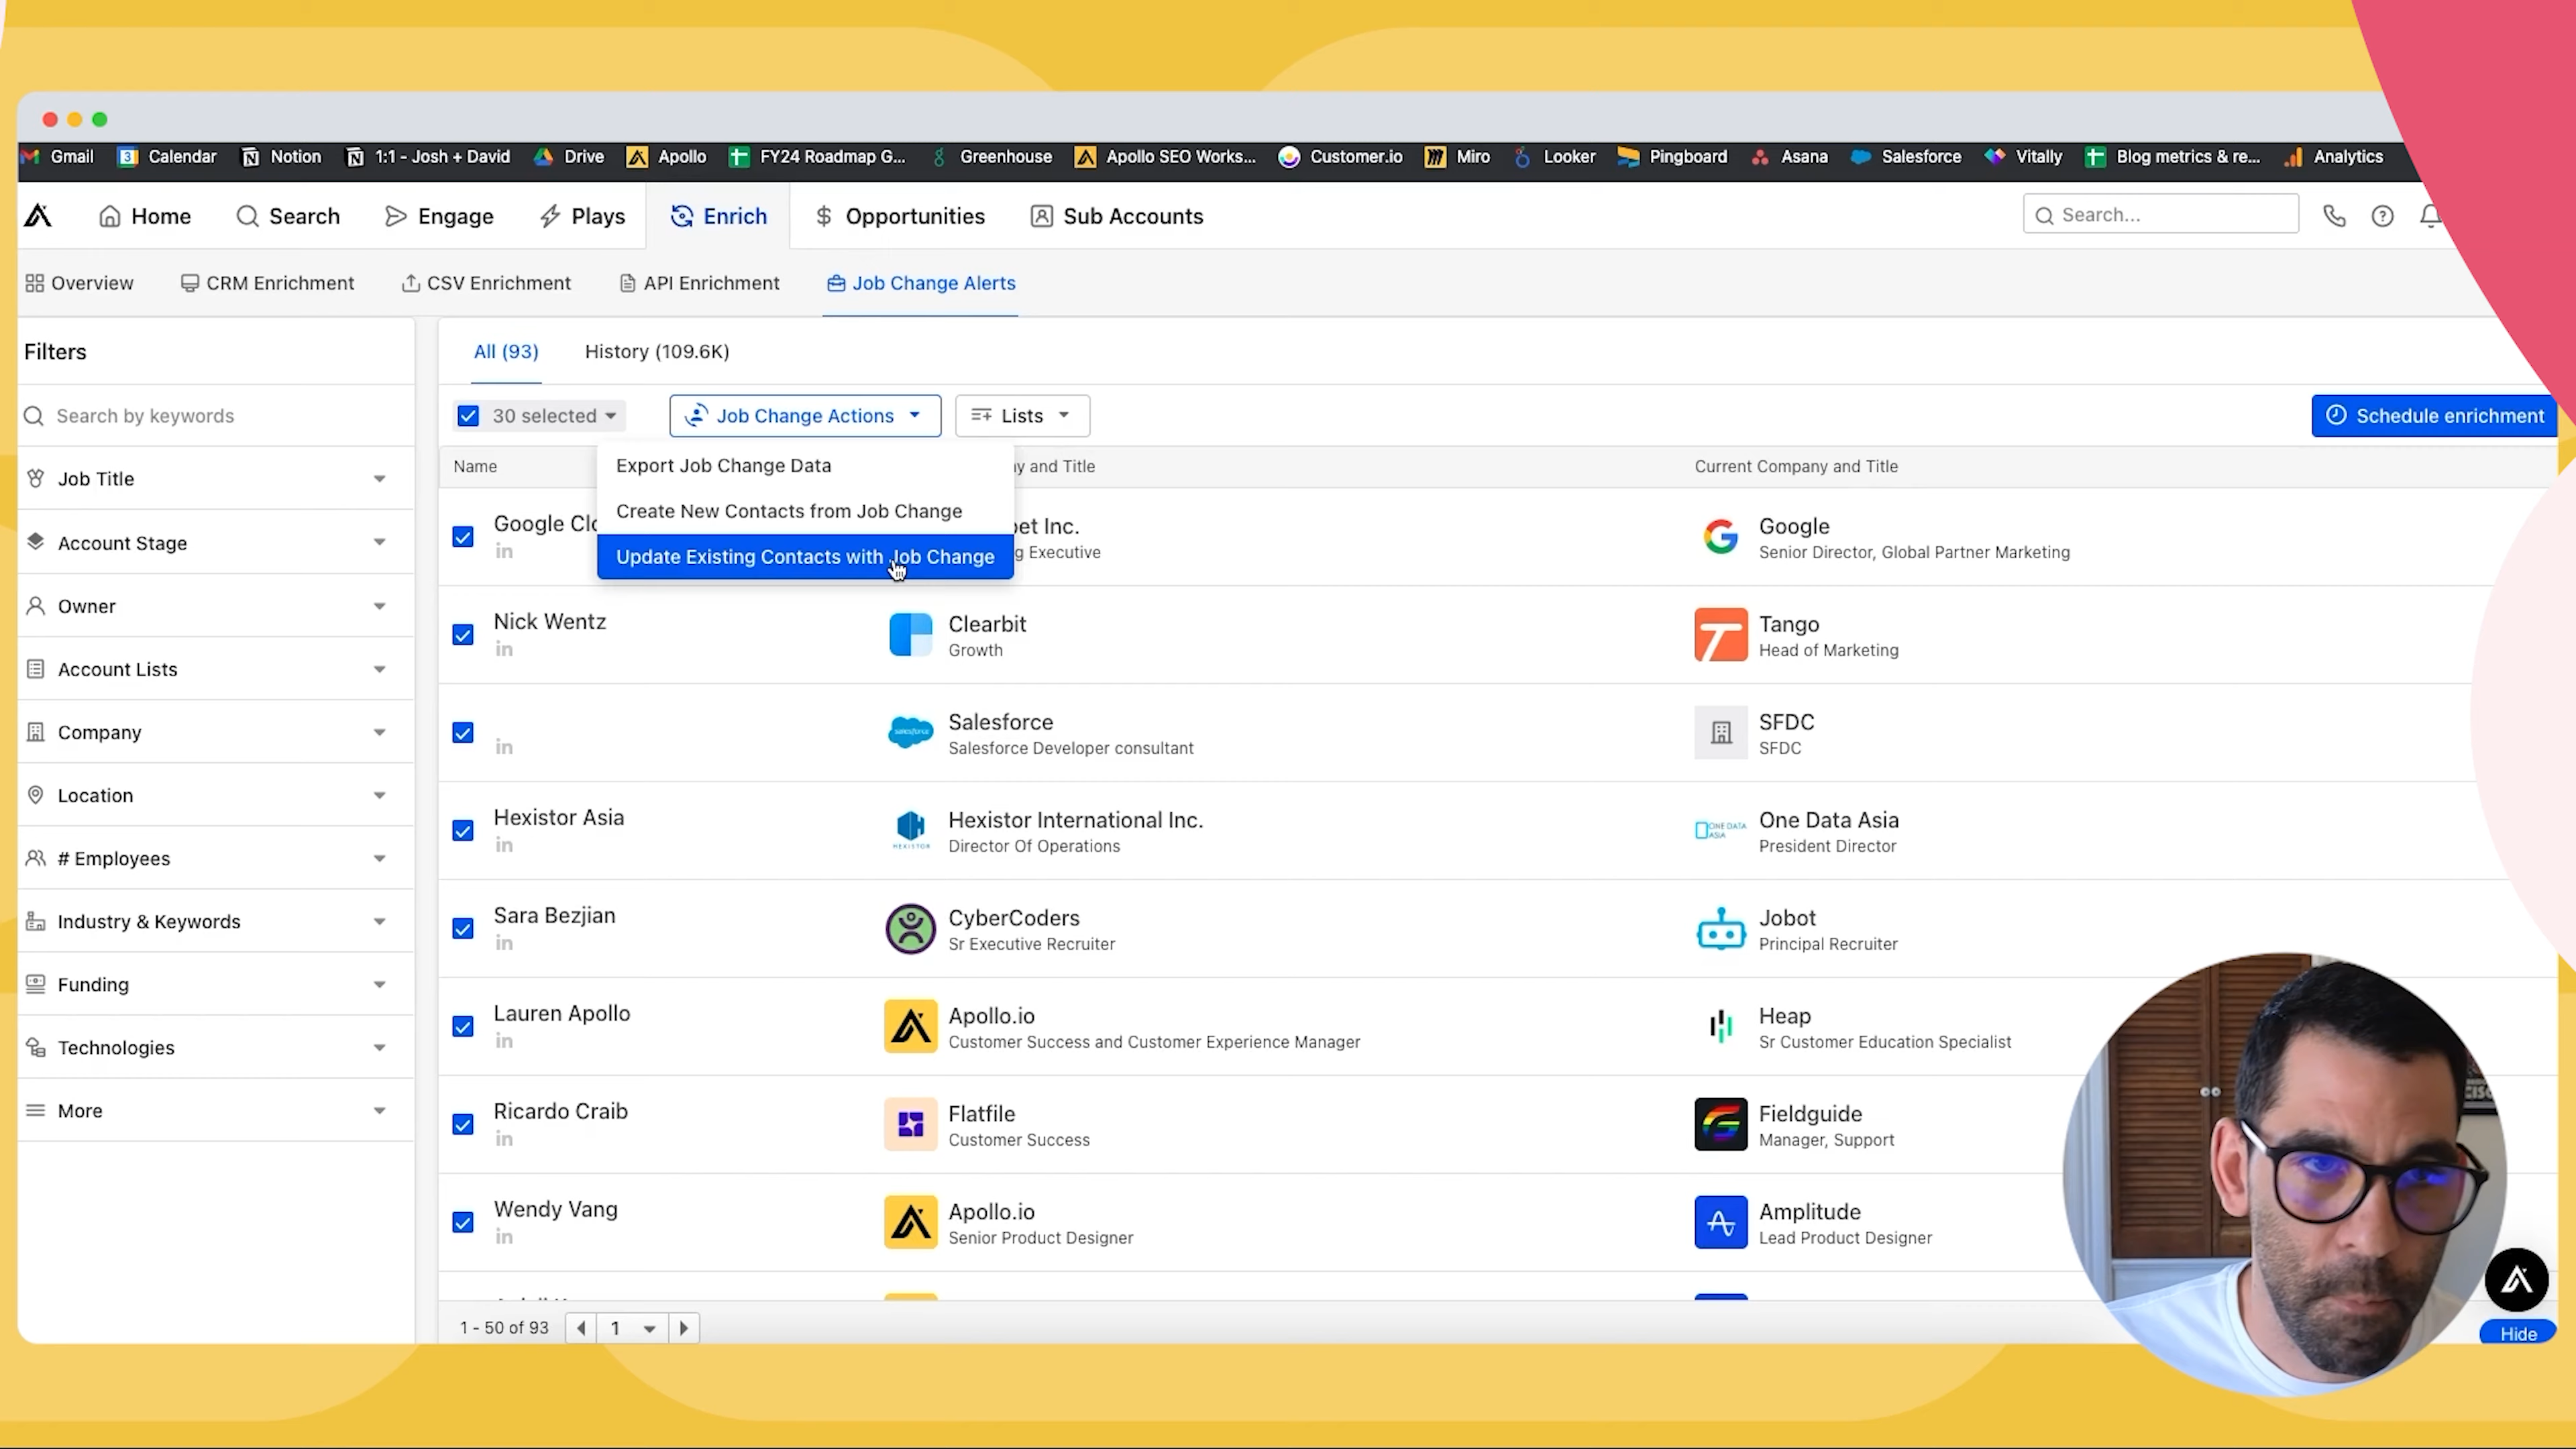 Gmail Calendar Notion 1:1 - Josh + David Drive Apollo FY24 Roadmap G... Greenhouse Apollo SEO Works... Customer.io Miro Looker Pingboard Asana Salesforce Vitally Blog metrics & re... Analytics
Home Search Engage Plays Enrich Opportunities Sub Accounts Search...
Overview CRM Enrichment CSV Enrichment API Enrichment Job Change Alerts
Filters
Search by keywords
Job Title
Account Stage
Owner
Account Lists
Company
Location
# Employees
Industry & Keywords
Funding
Technologies
More
All (93) History (109.6K)
30 selected Job Change Actions Lists Schedule enrichment
Export Job Change Data
Create New Contacts from Job Change
Update Existing Contacts with Job Change
Name y and Title Current Company and Title
Google Clo et Inc. Google
in g Executive Senior Director, Global Partner Marketing
Nick Wentz Clearbit Tango
in Growth Head of Marketing
Salesforce SFDC
in Salesforce Developer consultant SFDC
Hexistor Asia Hexistor International Inc. One Data Asia
in Director Of Operations President Director
Sara Bezjian CyberCoders Jobot
in Sr Executive Recruiter Principal Recruiter
Lauren Apollo Apollo.io Heap
in Customer Success and Customer Experience Manager Sr Customer Education Specialist
Ricardo Craib Flatfile Fieldguide
in Customer Success Manager, Support
Wendy Vang Apollo.io Amplitude
in Senior Product Designer Lead Product Designer
1 - 50 of 93 1
Hide